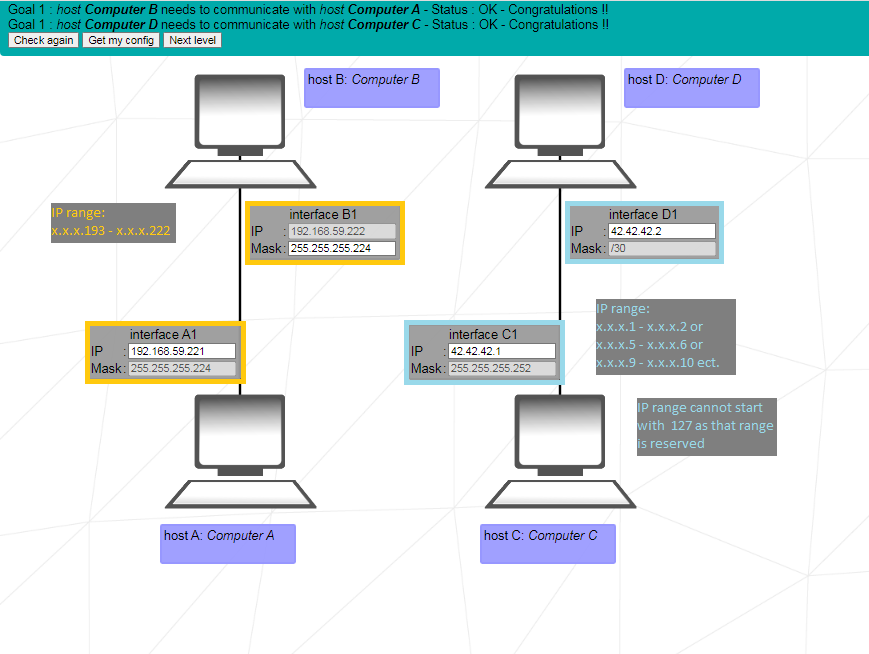 Goal 1 : host Computer B needs to communicate with host Computer A - Status : OK - Congratulations !!
Goal 1 : host Computer D needs to communicate with host Computer C - Status : OK - Congratulations !!
Check again Get my config Next level
host B: Computer B
host D: Computer D
IP range:
x.x.x.193 - x.x.x.222
interface B1
IP : 192.168.59.222
Mask : 255.255.255.224
interface D1
IP : 42.42.42.2
Mask : /30
IP range:
x.x.x.1 - x.x.x.2 or
x.x.x.5 - x.x.x.6 or
x.x.x.9 - x.x.x.10 ect.
interface A1
IP : 192.168.59.221
Mask : 255.255.255.224
interface C1
IP : 42.42.42.1
Mask : 255.255.255.252
IP range cannot start
with 127 as that range
is reserved
host A: Computer A
host C: Computer C